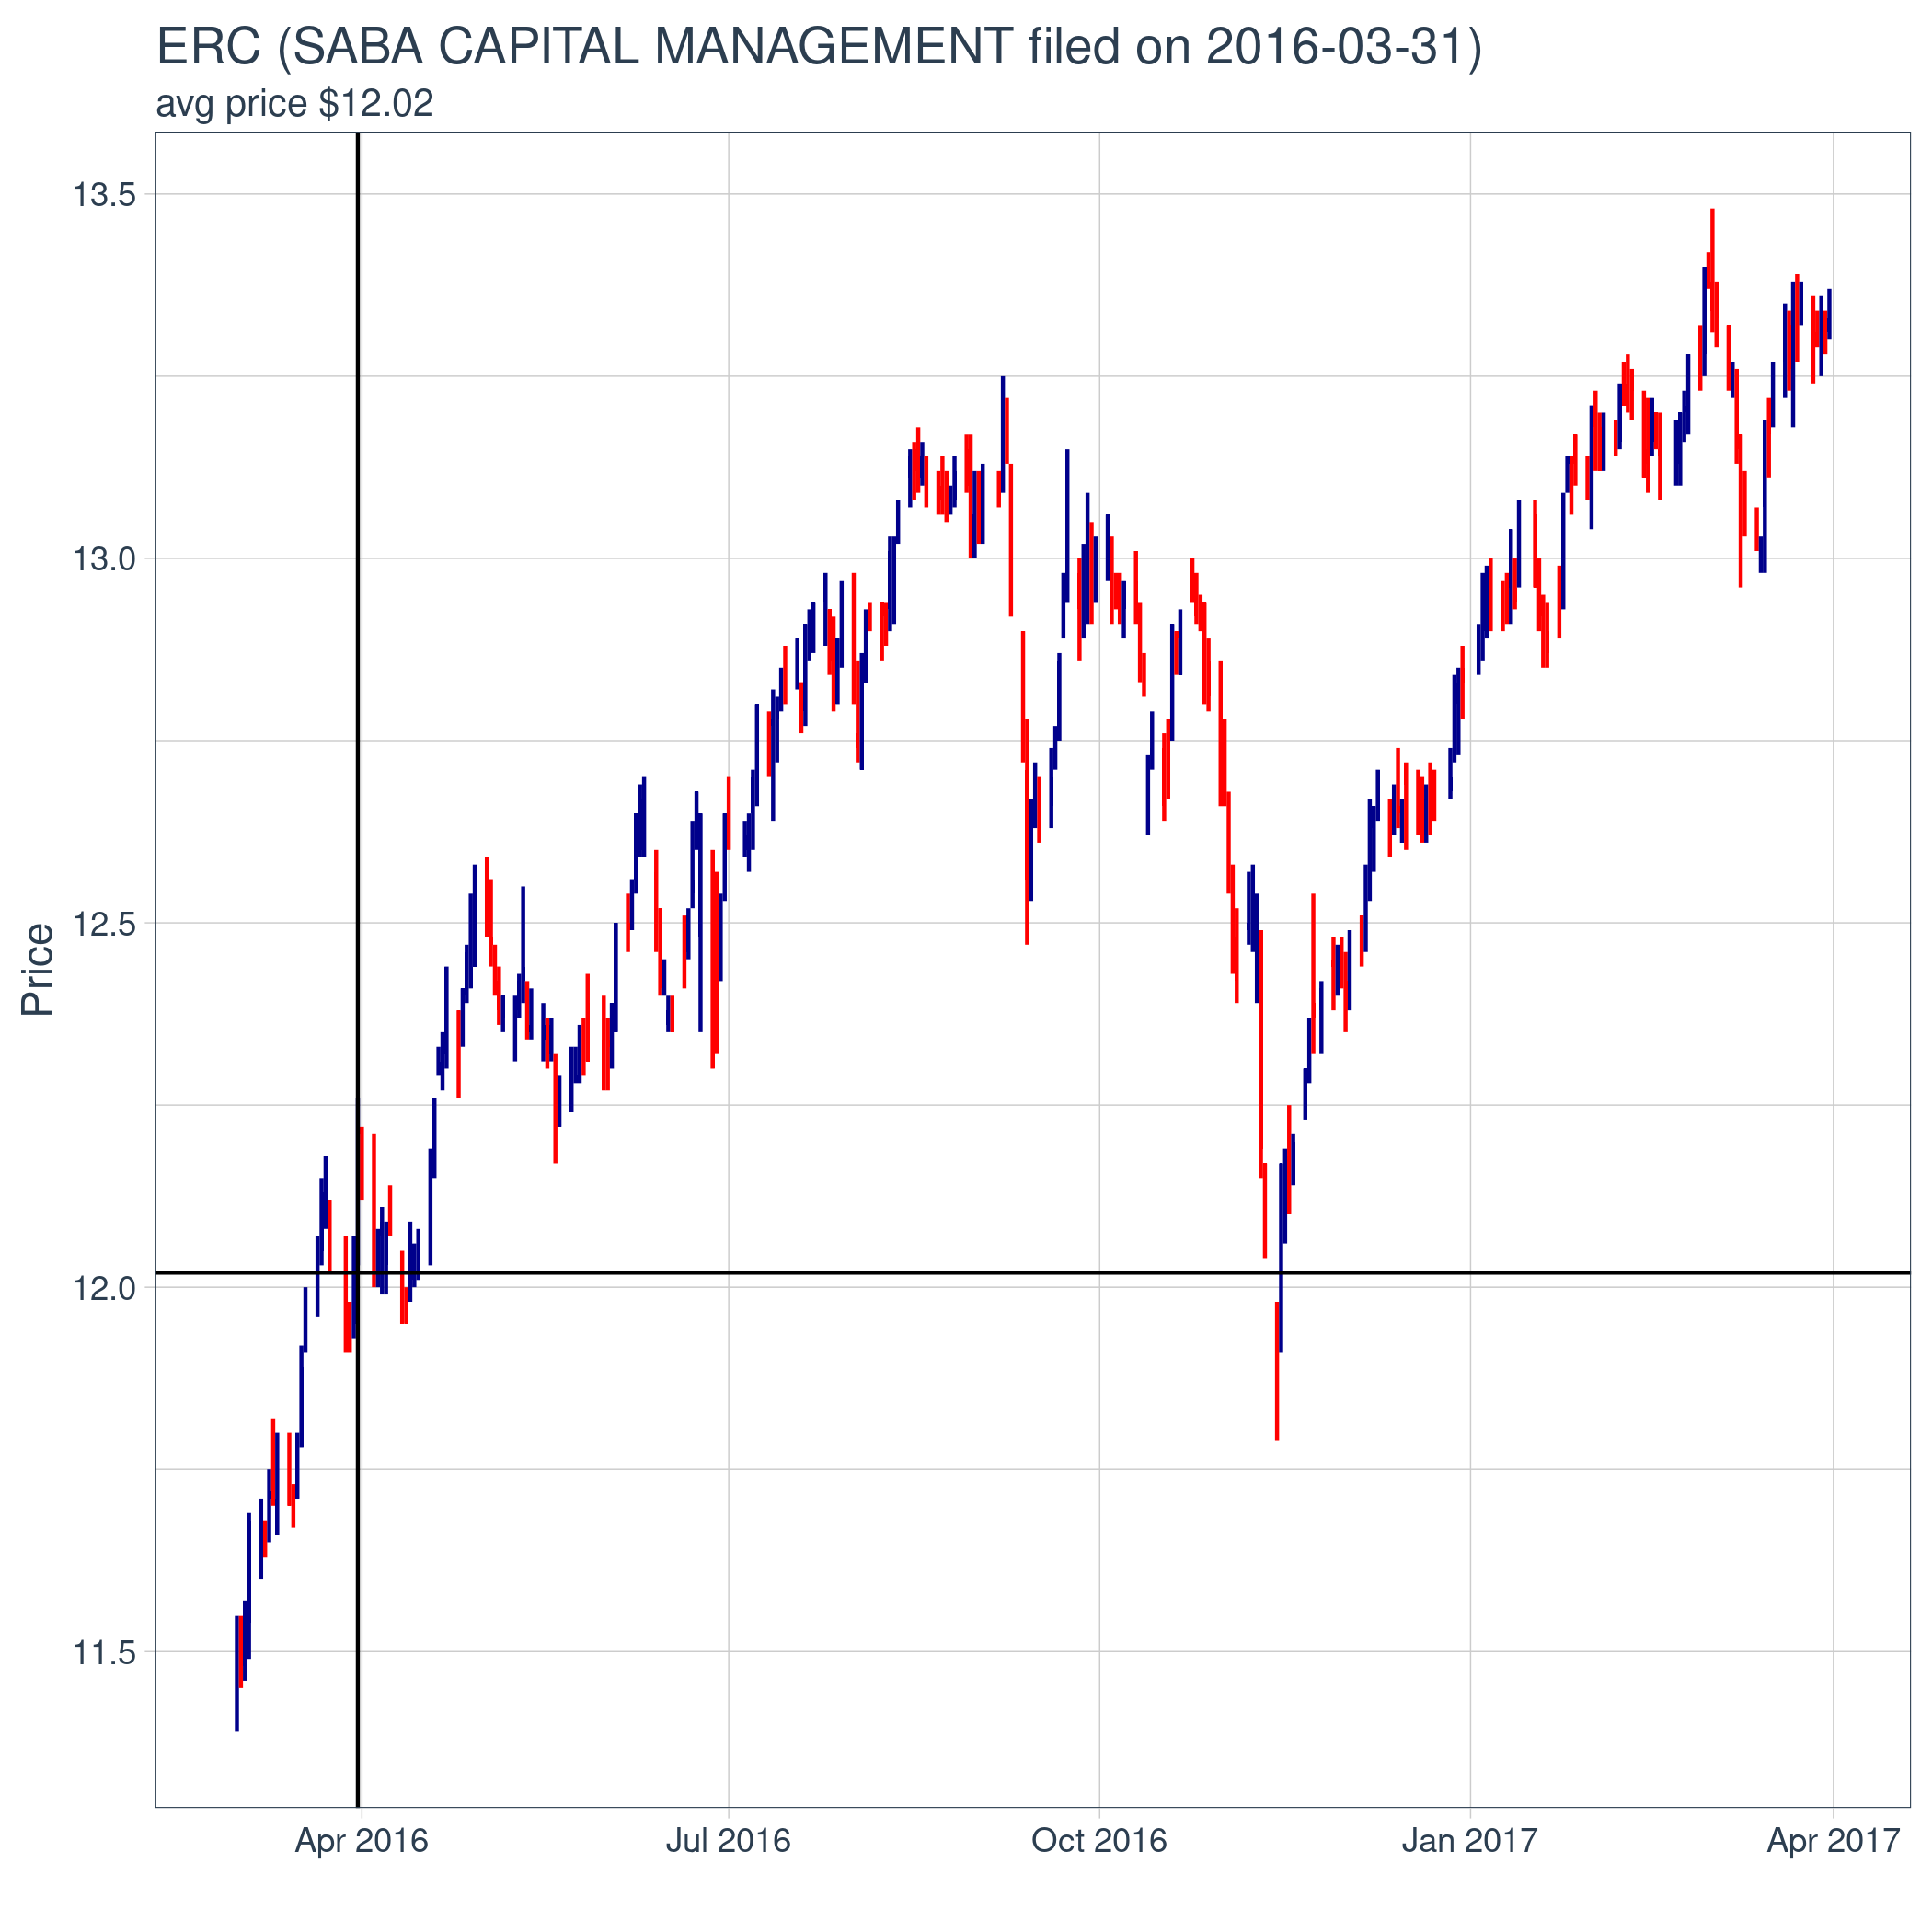 ERC (SABA CAPITAL MANAGEMENT filed on 2016-03-31)
avg price $12.02
13.5
13.0
12.5
12.0
11.5
Price
Apr 2016
Jul 2016
Oct 2016
Jan 2017
Apr 2017